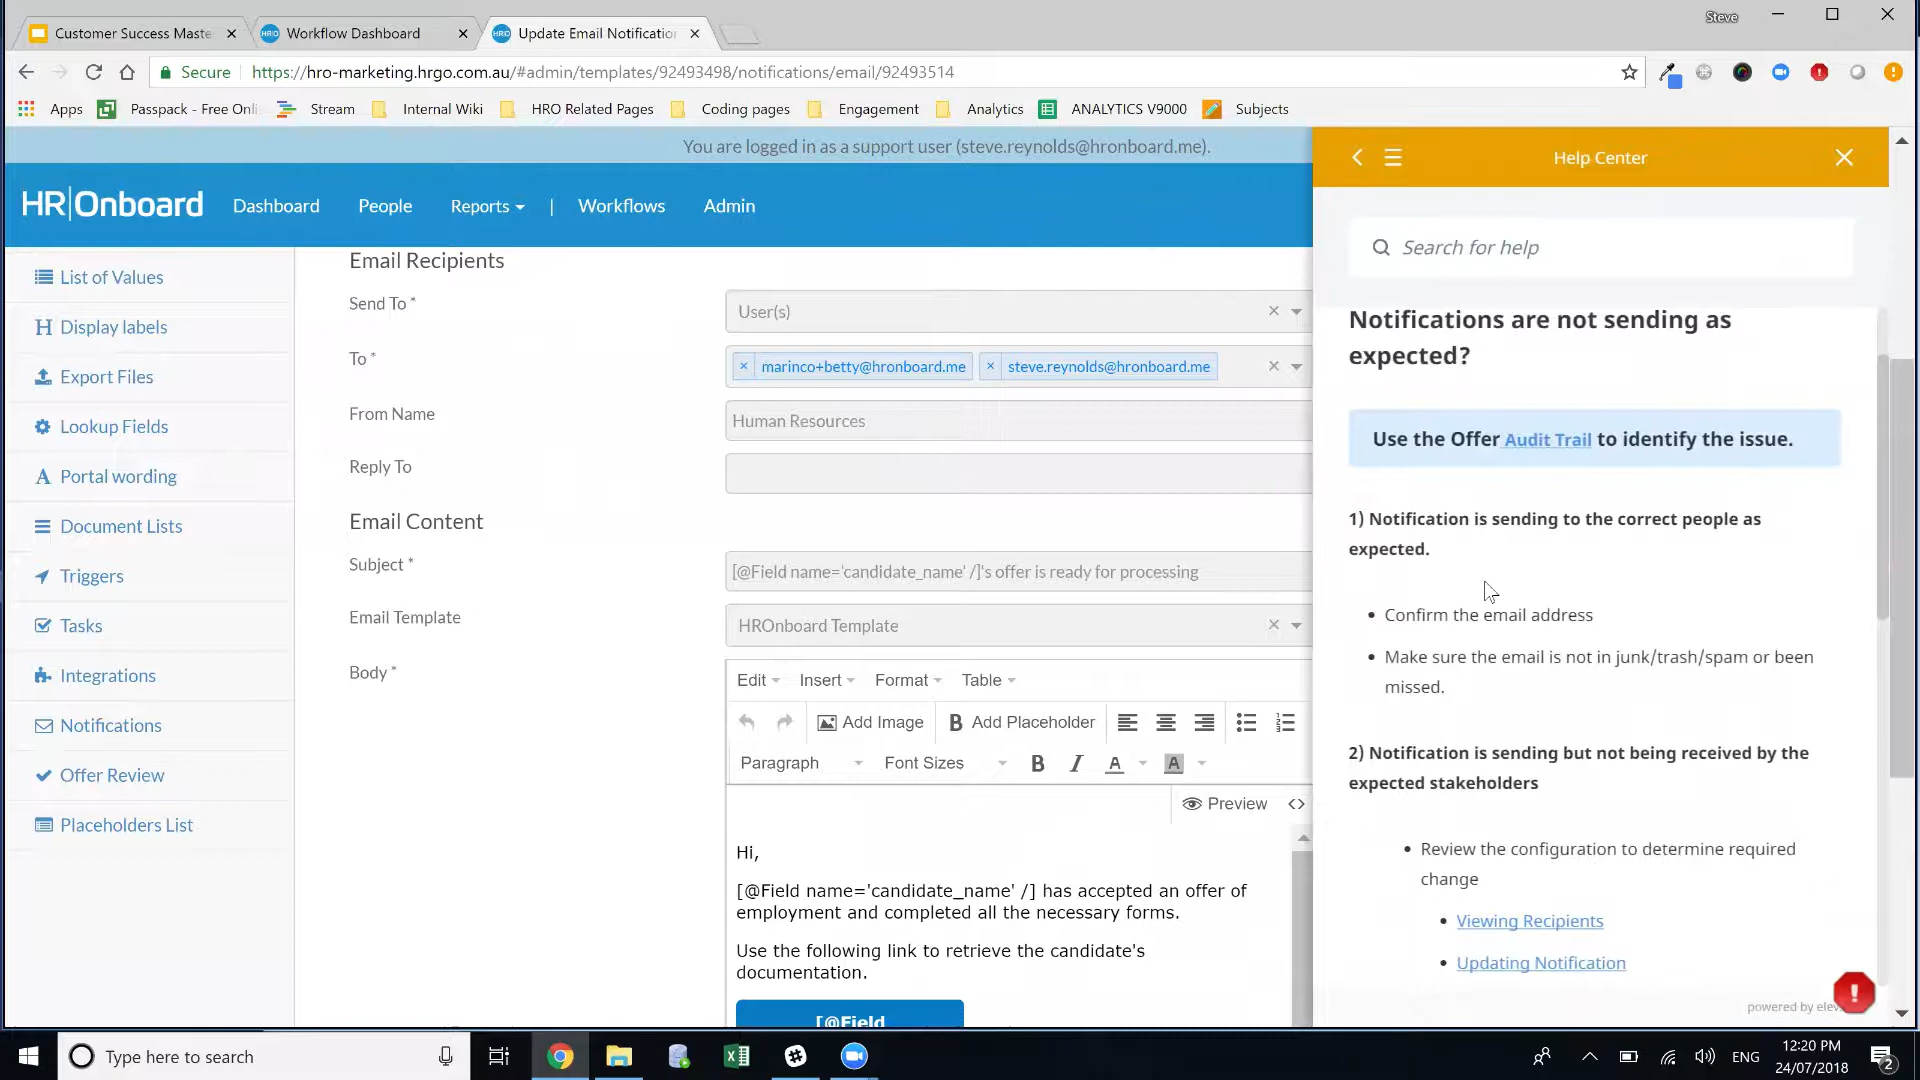 Steve
Customer Success Maste
Workflow Dashboard
Update Email Notification
Secure
https://hro-marketing.hrgo.com.au/#admin/templates/92493498/notifications/email/92493514
Apps
Passpack - Free Onli
Stream
Internal Wiki
HRO Related Pages
Coding pages
Engagement
Analytics
ANALYTICS V9000
Subjects
You are logged in as a support user (steve.reynolds@hronboard.me).
HR|Onboard
Dashboard
People
Reports
|
Workflows
Admin
List of Values
Display labels
Export Files
Lookup Fields
Portal wording
Document Lists
Triggers
Tasks
Integrations
Notifications
Offer Review
Placeholders List
Email Recipients
Send To *
User(s)
To *
marinco+betty@hronboard.me
steve.reynolds@hronboard.me
From Name
Human Resources
Reply To
Email Content
Subject *
[@Field name='candidate_name' /]'s offer is ready for processing
Email Template
HROnboard Template
Body *
Edit
Insert
Format
Table
Add Image
B Add Placeholder
Paragraph
Font Sizes
B
I
A
A
Preview
<>
Hi,
[@Field name='candidate_name' /] has accepted an offer of
employment and completed all the necessary forms.
Use the following link to retrieve the candidate's
documentation.
[@Field
Help Center
Search for help
Notifications are not sending as
expected?
Use the Offer Audit Trail to identify the issue.
1) Notification is sending to the correct people as
expected.
• Confirm the email address
• Make sure the email is not in junk/trash/spam or been
missed.
2) Notification is sending but not being received by the
expected stakeholders
• Review the configuration to determine required
change
• Viewing Recipients
• Updating Notification
powered by elev
Type here to search
ENG
12:20 PM
24/07/2018
2